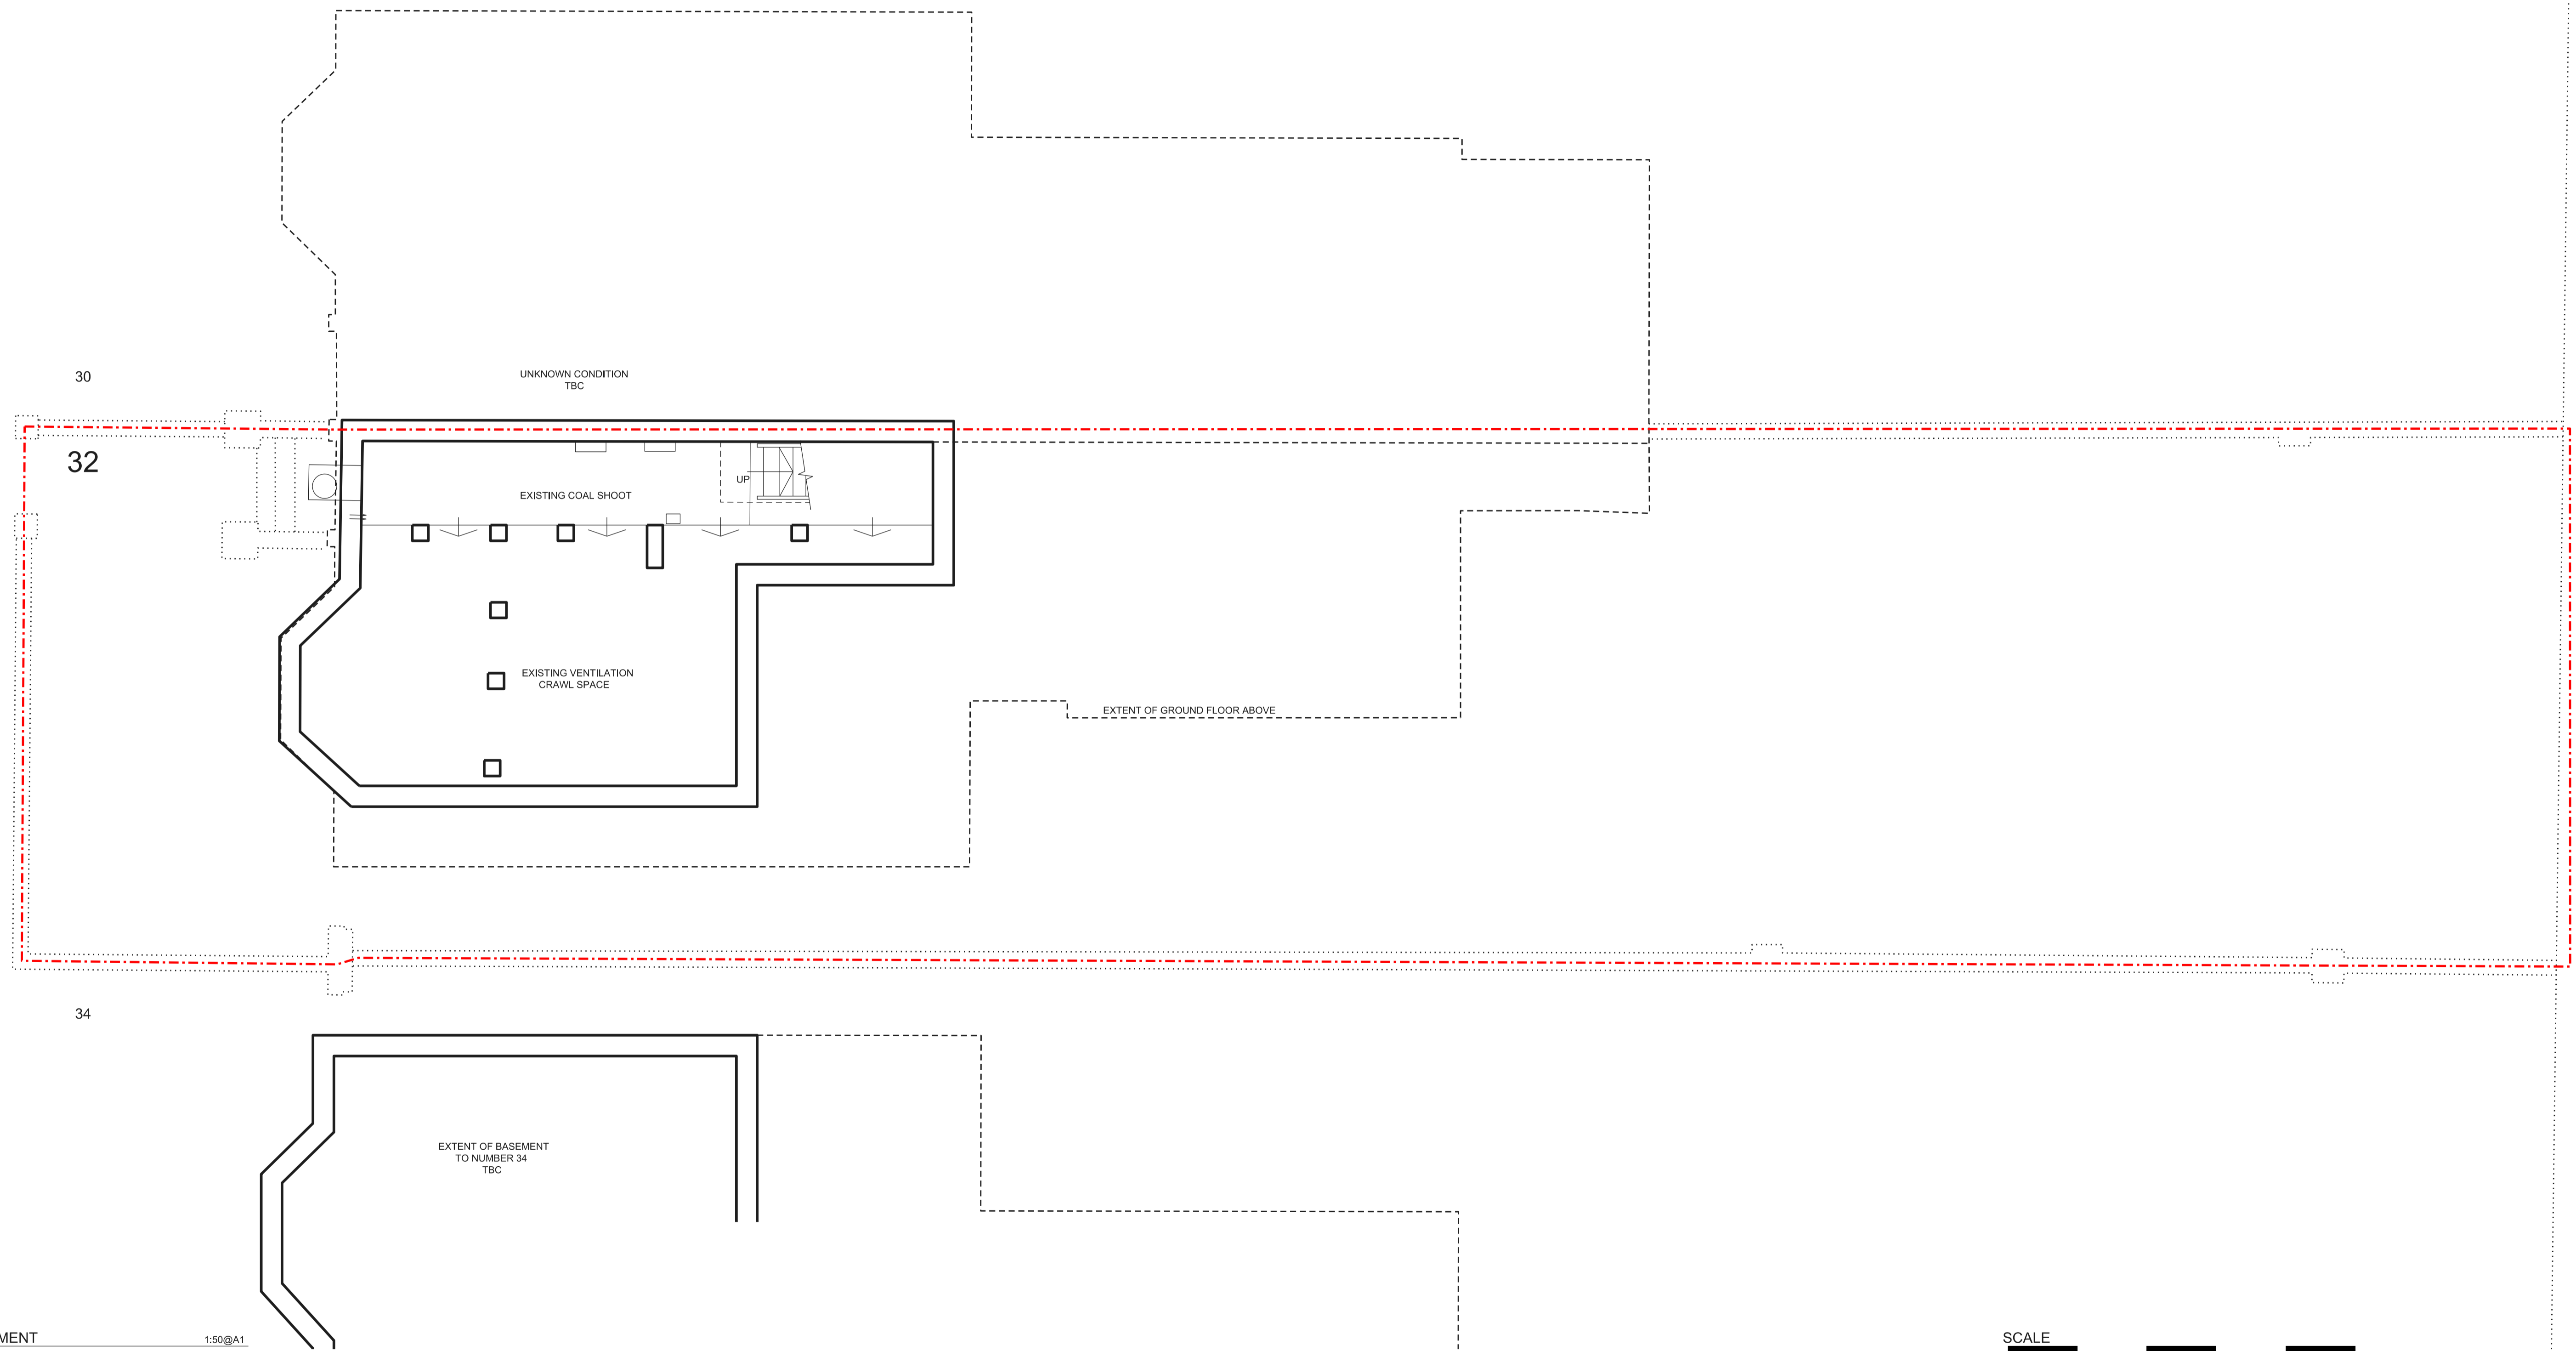 30
UNKNOWN CONDITION
TBC
32
UP
EXISTING COAL SHOOT
EXISTING VENTILATION
CRAWL SPACE
EXTENT OF GROUND FLOOR ABOVE
34
EXTENT OF BASEMENT
TO NUMBER 34
TBC
MENT
1:50@A1
SCALE